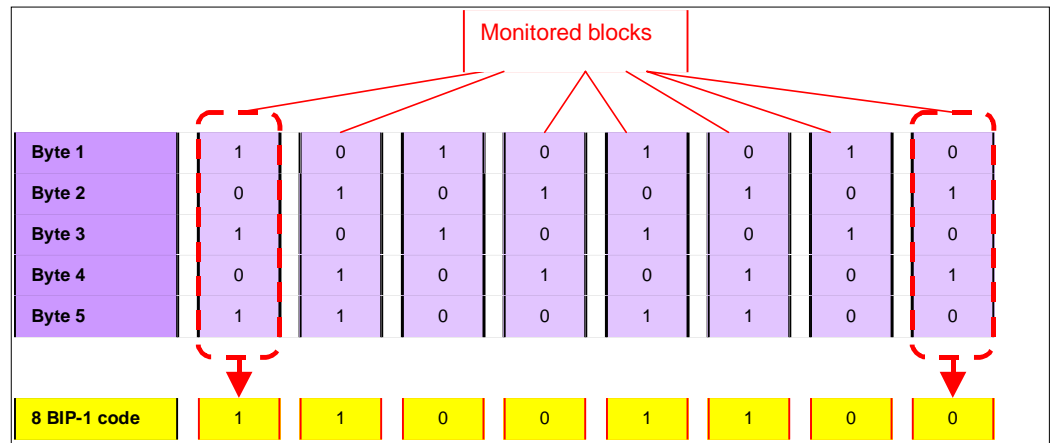 Monitored blocks
Byte 1 1 0 1 0 1 0 1 0
Byte 2 0 1 0 1 0 1 0 1
Byte 3 1 0 1 0 1 0 1 0
Byte 4 0 1 0 1 0 1 0 1
Byte 5 1 1 0 0 1 1 0 0
8 BIP-1 code 1 1 0 0 1 1 0 0